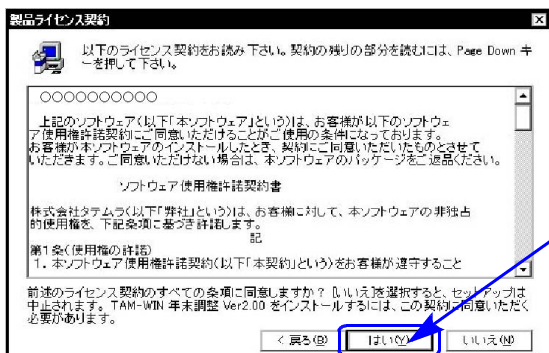 製品ライセンス契約
以下のライセンス契約をお読み下さい。契約の残りの部分を読むには、Page Down キ
ーを押して下さい。
○○○○○○○○○○
上記のソフトウェア(以下「本ソフトウェア」という)は、お客様が以下のソフトウェ
ア使用権許諾契約にご同意いただけることがご使用の条件になっております。
お客様が本ソフトウェアのインストールしたとき、契約にご同意いただいたものとさせて
いただきます。ご同意いただけない場合は、本ソフトウェアのパッケージをご返品ください。
ソフトウェア使用権許諾契約書
株式会社タテムラ(以下「弊社」という)は、お客様に対して、本ソフトウェアの非独占
的使用権を、下記条項に基づき許諾します。
記
第1条(使用権の許諾)
1. 本ソフトウェア使用権許諾契約(以下「本契約」という)をお客様が遵守すること
前述のライセンス契約のすべての条項に同意しますか? [いいえ]を選択すると、セットアップは
中止されます。TAM-WIN 年末調整 Ver2.00 をインストールするには、この契約に同意いただく
必要があります。
< 戻る(B) はい(Y) いいえ(N)